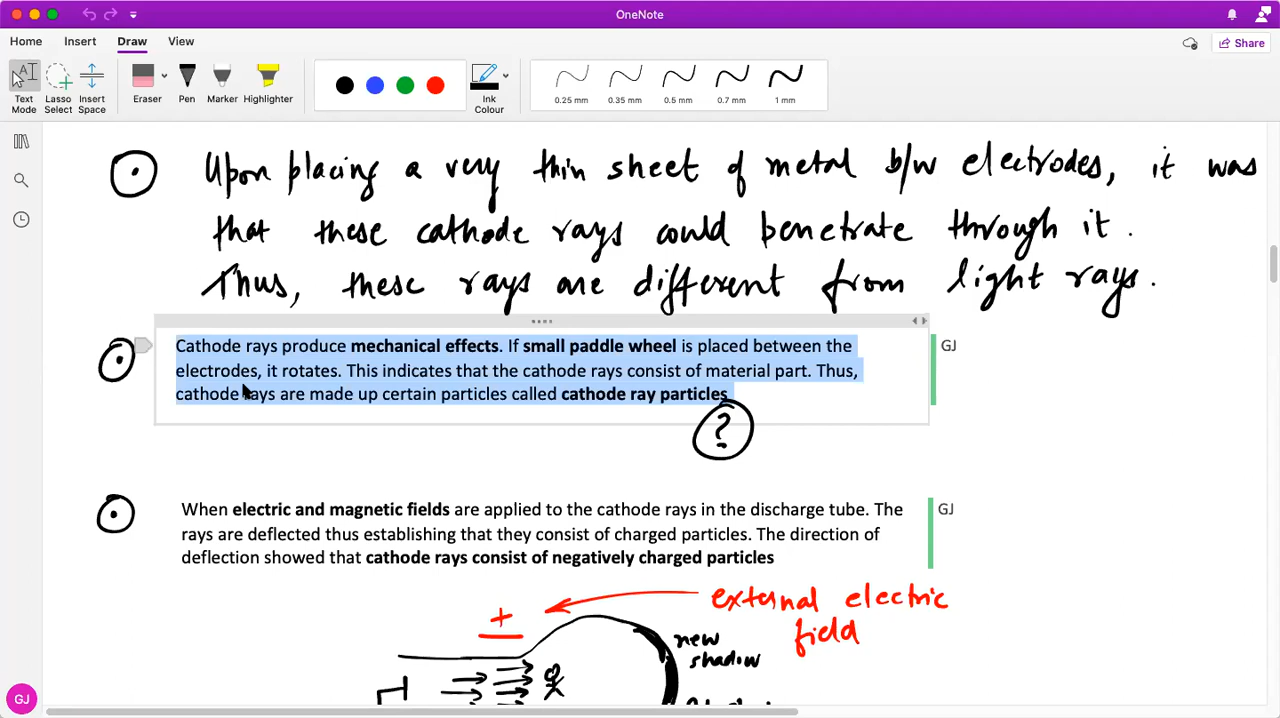 OneNote
Home Insert Draw View
Share
Text Mode
Lasso Select
Insert Space
Eraser
Pen
Marker
Highlighter
Ink Colour
0.25 mm
0.35 mm
0.5 mm
0.7 mm
1 mm
Upon placing a very thin sheet of metal b/w electrodes, it was
that these cathode rays could penetrate through it.
Thus, these rays are different from light rays.
Cathode rays produce mechanical effects. If small paddle wheel is placed between the
electrodes, it rotates. This indicates that the cathode rays consist of material part. Thus,
cathode rays are made up certain particles called cathode ray particles
GJ
?
When electric and magnetic fields are applied to the cathode rays in the discharge tube. The
rays are deflected thus establishing that they consist of charged particles. The direction of
deflection showed that cathode rays consist of negatively charged particles
GJ
+
external electric
field
new
shadow
GJ